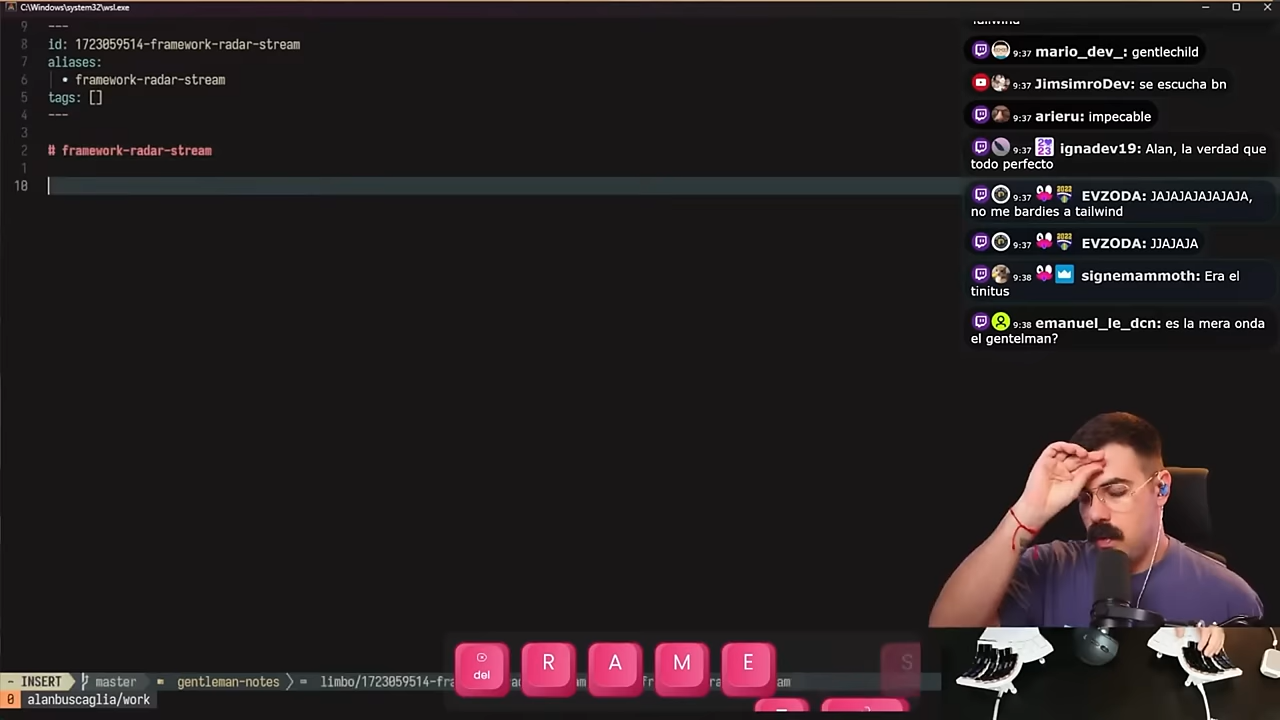 C:\Windows\system32\wsl.exe
9 ---
8 id: 1723059514-framework-radar-stream
7 aliases:
6 • framework-radar-stream
5 tags: []
4 ---
3
2 # framework-radar-stream
1
10
9:37 mario_dev_: gentlechild
9:37 JimsimroDev: se escucha bn
9:37 arieru: impecable
9:37 ignadev19: Alan, la verdad que
todo perfecto
9:37 EVZODA: JAJAJAJAJAJAJA,
no me bardies a tailwind
9:37 EVZODA: JJAJAJA
9:38 signemammoth: Era el
tinitus
9:38 emanuel_le_dcn: es la mera onda
el gentelman?
del R A M E S
- INSERT master gentleman-notes limbo/1723059514-fra
0 alanbuscaglia/work